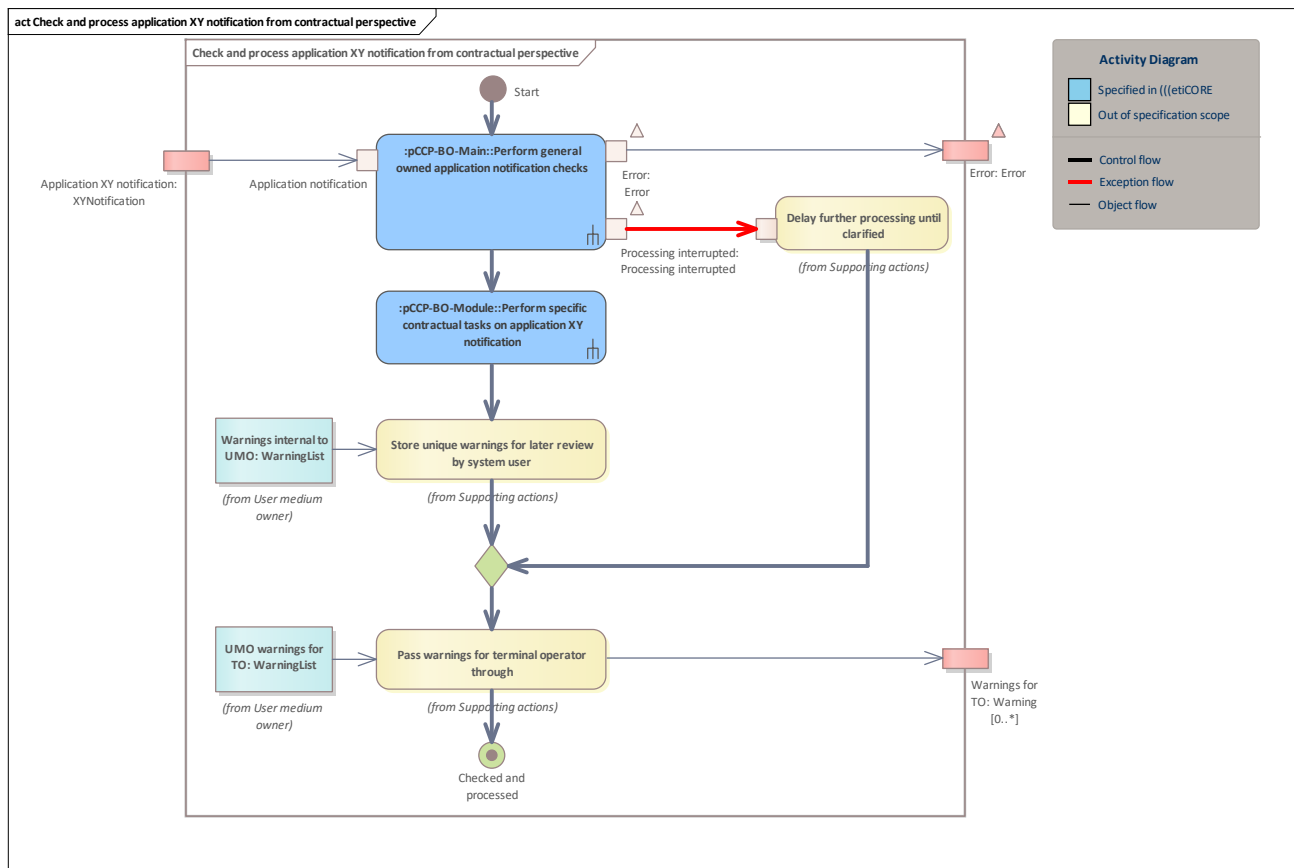 act Check and process application XY notification from contractual perspective
Check and process application XY notification from contractual perspective
Activity Diagram
Specified in (((etiCORE
Out of specification scope
Control flow
Exception flow
Object flow
Start
:pCCP-BO-Main::Perform general
owned application notification checks
Application XY notification:
XYNotification
Application notification
Error:
Error
Error: Error
Processing interrupted:
Processing interrupted
Delay further processing until
clarified
(from Supporting actions)
:pCCP-BO-Module::Perform specific
contractual tasks on application XY
notification
Warnings internal to
UMO: WarningList
(from User medium
owner)
Store unique warnings for later review
by system user
(from Supporting actions)
UMO warnings for
TO: WarningList
(from User medium
owner)
Pass warnings for terminal operator
through
(from Supporting actions)
Warnings for
TO: Warning
[0..*]
Checked and
processed